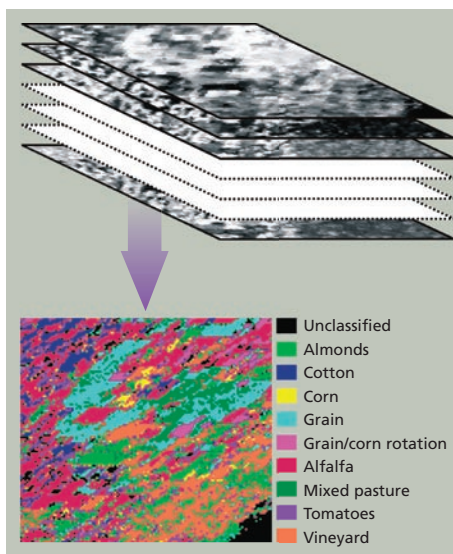 Unclassified
Almonds
Cotton
Corn
Grain
Grain/corn rotation
Alfalfa
Mixed pasture
Tomatoes
Vineyard